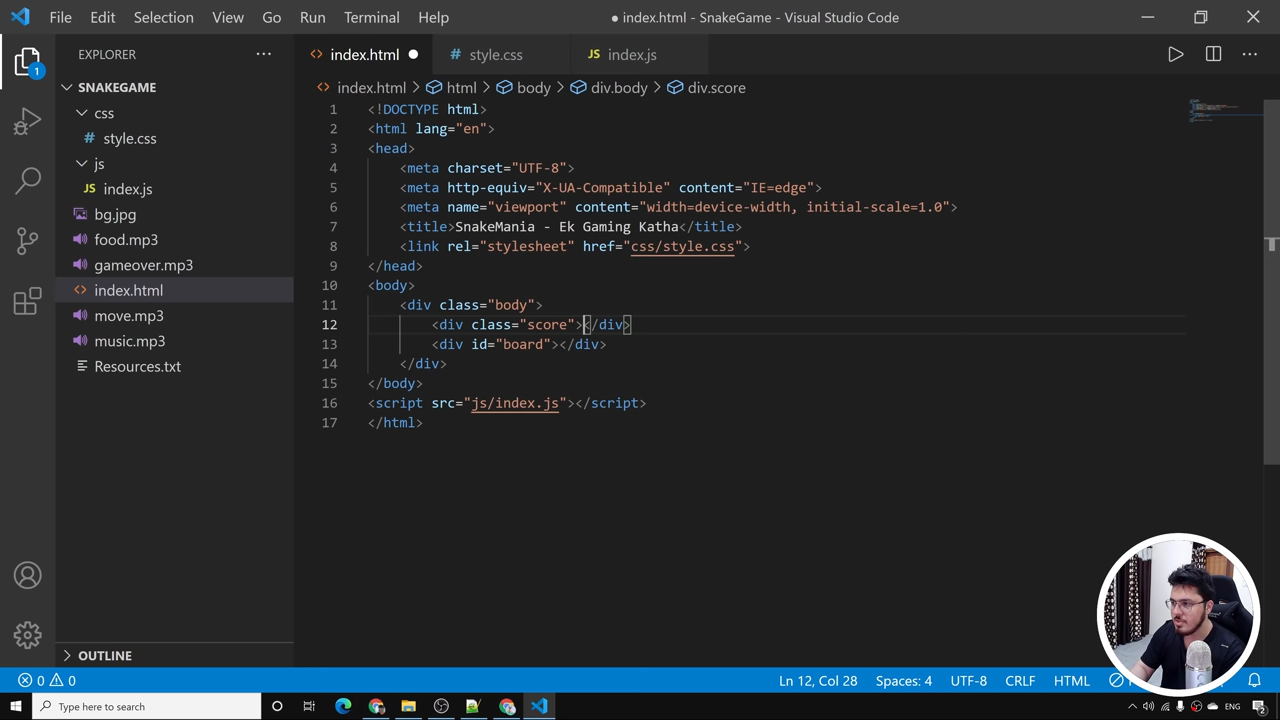 File Edit Selection View Go Run Terminal Help
● index.html - SnakeGame - Visual Studio Code
EXPLORER
1
SNAKEGAME
css
# style.css
js
JS index.js
bg.jpg
food.mp3
gameover.mp3
<> index.html
move.mp3
music.mp3
Resources.txt
OUTLINE
<> index.html ● # style.css JS index.js
<> index.html > html > body > div.body > div.score
1 <!DOCTYPE html>
2 <html lang="en">
3 <head>
4     <meta charset="UTF-8">
5     <meta http-equiv="X-UA-Compatible" content="IE=edge">
6     <meta name="viewport" content="width=device-width, initial-scale=1.0">
7     <title>SnakeMania - Ek Gaming Katha</title>
8     <link rel="stylesheet" href="css/style.css">
9 </head>
10 <body>
11     <div class="body">
12         <div class="score"></div>
13         <div id="board"></div>
14     </div>
15 </body>
16 <script src="js/index.js"></script>
17 </html>
0 0 Ln 12, Col 28 Spaces: 4 UTF-8 CRLF HTML
Type here to search ENG 2